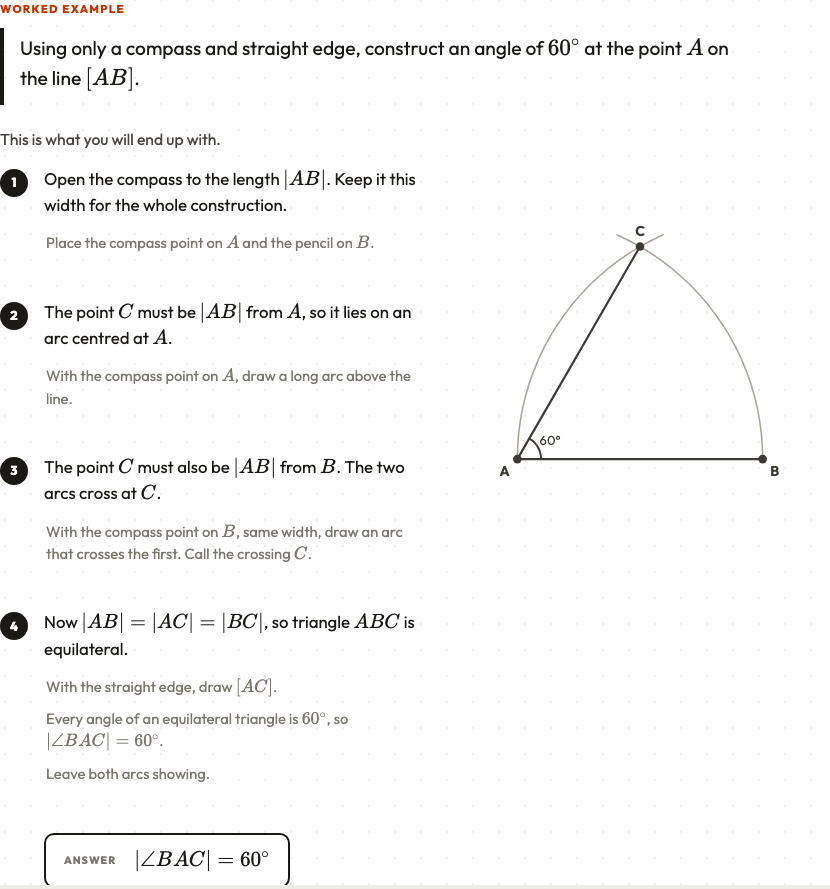 WORKED EXAMPLE
Using only a compass and straight edge, construct an angle of 60° at the point A on
the line [AB].
This is what you will end up with.
1 Open the compass to the length |AB|. Keep it this
width for the whole construction.
Place the compass point on A and the pencil on B.
2 The point C must be |AB| from A, so it lies on an
arc centred at A.
With the compass point on A, draw a long arc above the
line.
3 The point C must also be |AB| from B. The two
arcs cross at C.
With the compass point on B, same width, draw an arc
that crosses the first. Call the crossing C.
4 Now |AB| = |AC| = |BC|, so triangle ABC is
equilateral.
With the straight edge, draw [AC].
Every angle of an equilateral triangle is 60°, so
|∠BAC| = 60°.
Leave both arcs showing.
ANSWER |∠BAC| = 60°
C
60°
A B